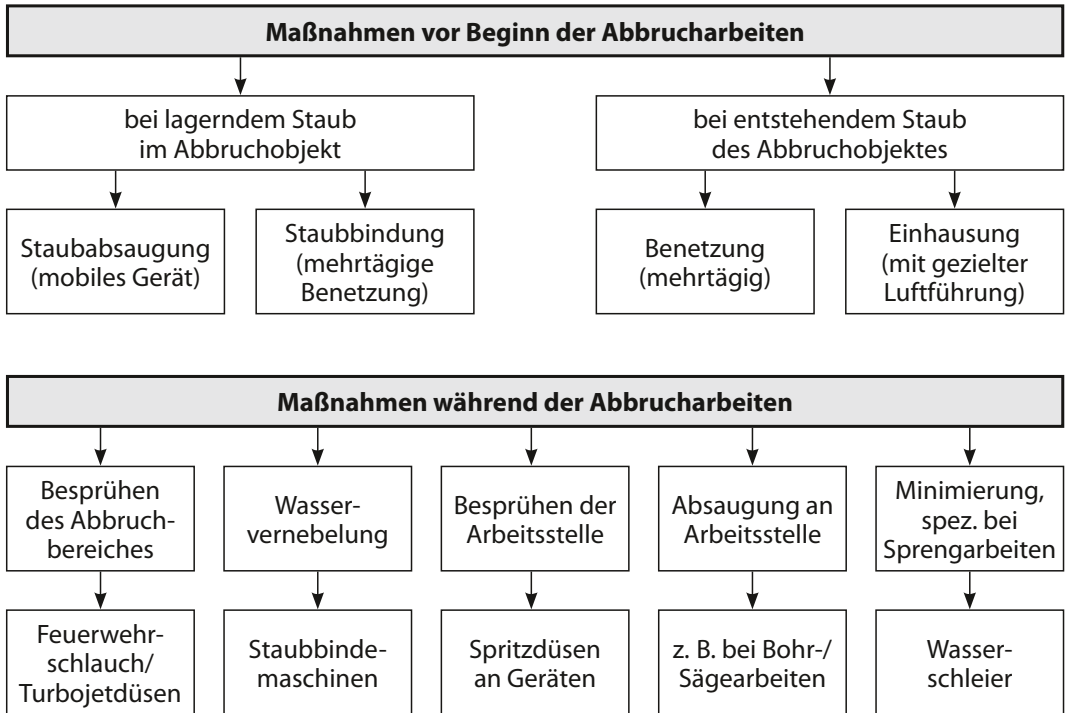 Maßnahmen vor Beginn der Abbrucharbeiten
bei lagerndem Staub
im Abbruchobjekt
bei entstehendem Staub
des Abbruchobjektes
Staubabsaugung
(mobiles Gerät)
Staubbindung
(mehrtägige
Benetzung)
Benetzung
(mehrtägig)
Einhausung
(mit gezielter
Luftführung)
Maßnahmen während der Abbrucharbeiten
Besprühen
des Abbruch-
bereiches
Wasser-
vernebelung
Besprühen der
Arbeitsstelle
Absaugung an
Arbeitsstelle
Minimierung,
spez. bei
Sprengarbeiten
Feuerwehr-
schlauch/
Turbojetdüsen
Staubbinde-
maschinen
Spritzdüsen
an Geräten
z. B. bei Bohr-/
Sägearbeiten
Wasser-
schleier